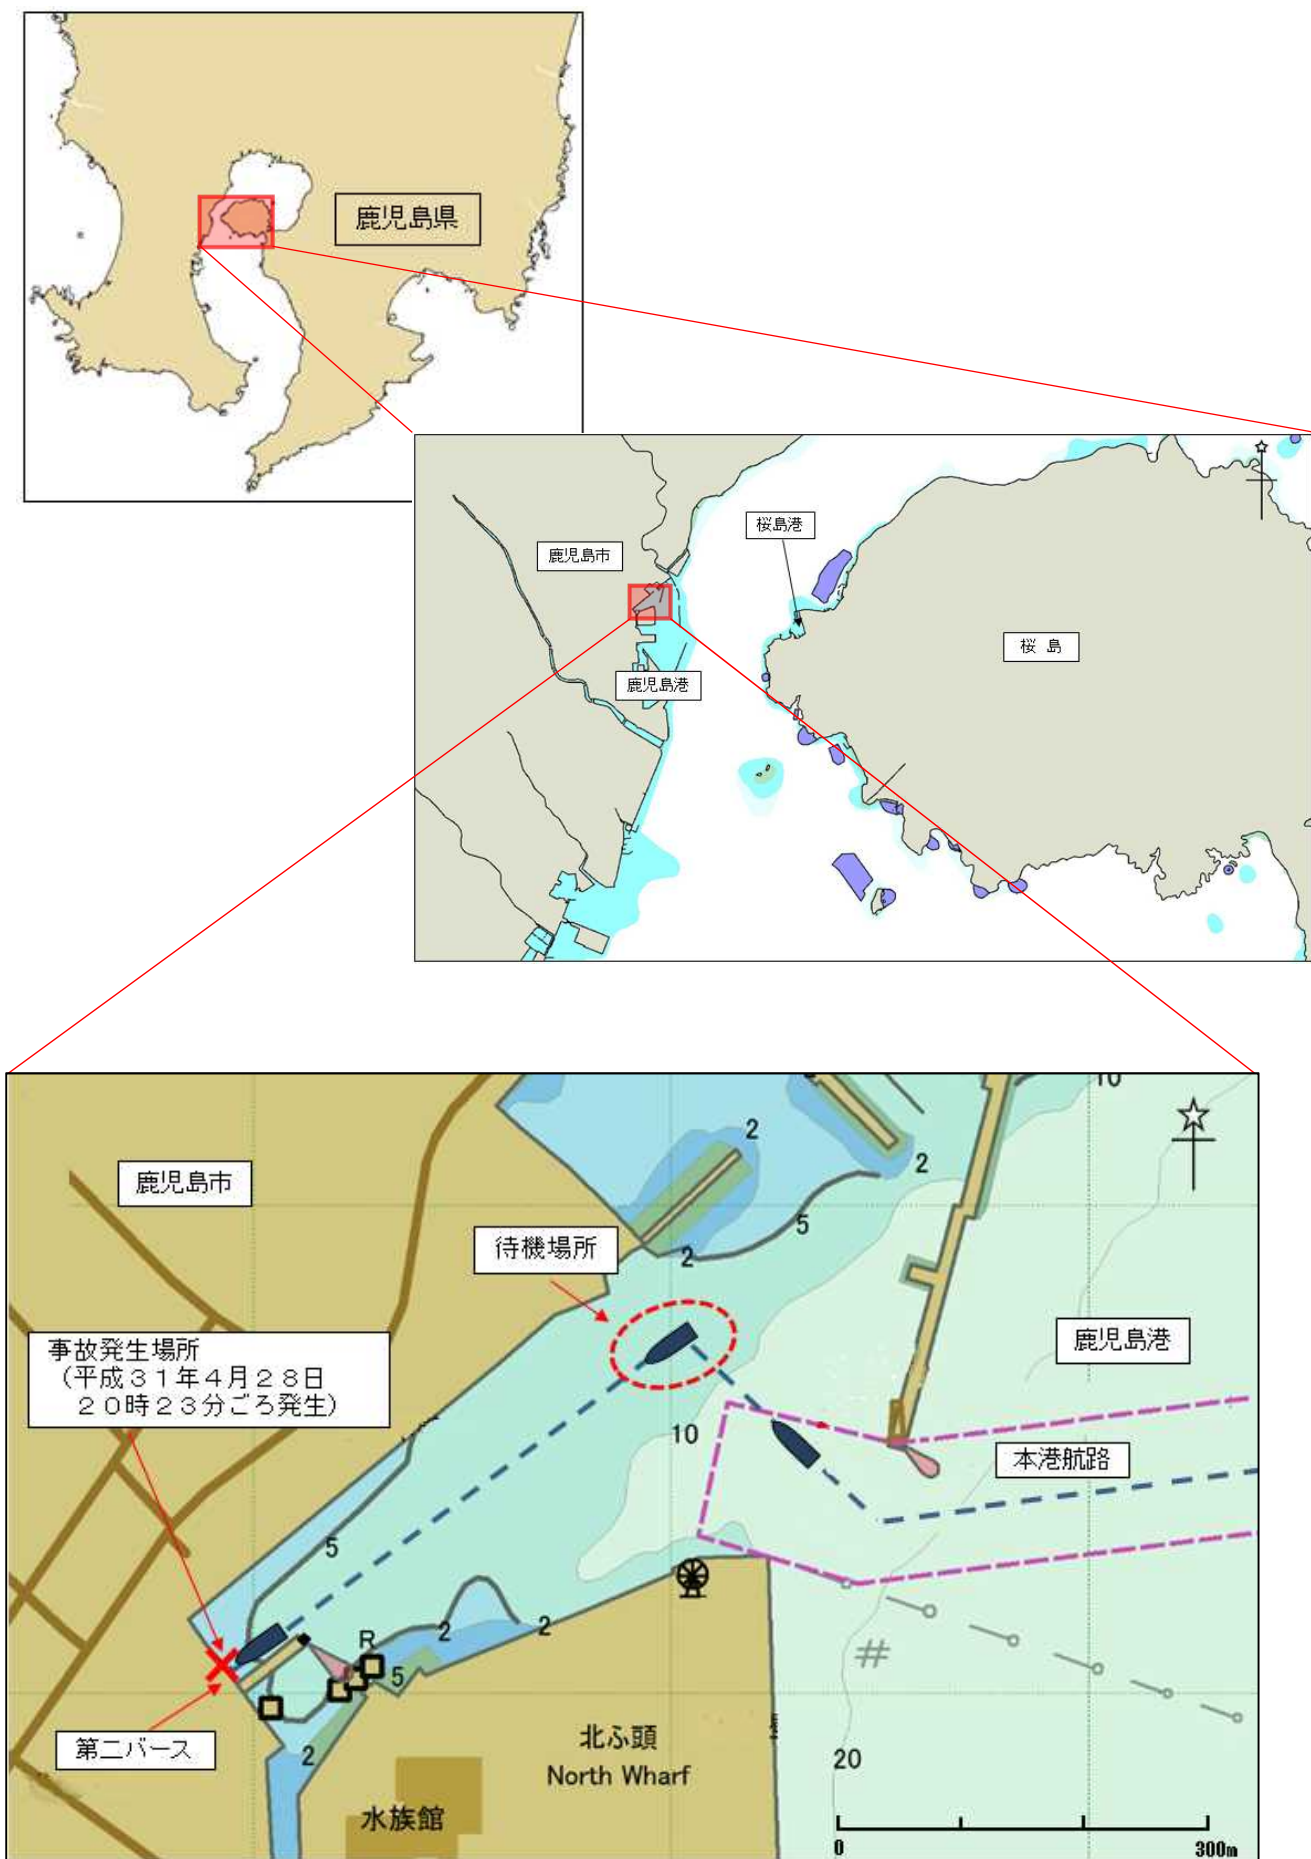 鹿児島県
桜島港
鹿児島市
桜 島
鹿児島港
10
2
鹿児島市
2
5
待機場所
2
事故発生場所
(平成31年4月28日
20時23分ごろ発生)
鹿児島港
10
本港航路
5
R
2
2
5
#
第二バース
2
北ふ頭
North Wharf
20
水族館
0
300m